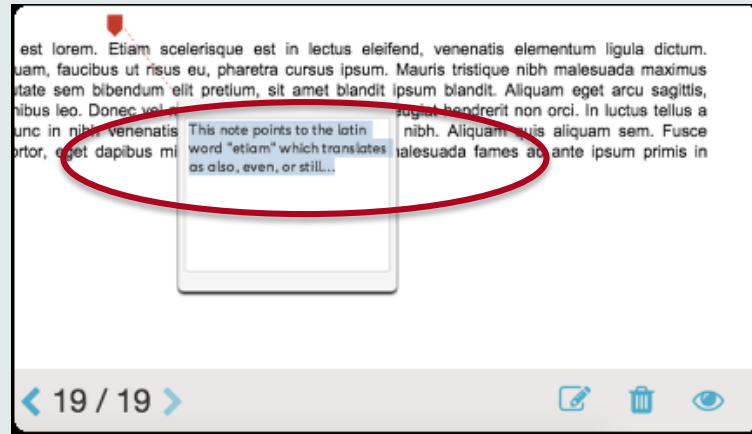 est lorem. Etiam scelerisque est in lectus eleifend, venenatis elementum ligula dictum.
uam, faucibus ut risus eu, pharetra cursus ipsum. Mauris tristique nibh malesuada maximus
utate sem bibendum elit pretium, sit amet blandit ipsum blandit. Aliquam eget arcu sagittis,
nibus leo. Donec vel hendrerit non orci. In luctus tellus a
unc in nibh venenatis nibh. Aliquam quis aliquam sem. Fusce
ortor, eget dapibus mi malesuada fames ac ante ipsum primis in
This note points to the latin
word "etiam" which translates
as also, even, or still...
19 / 19